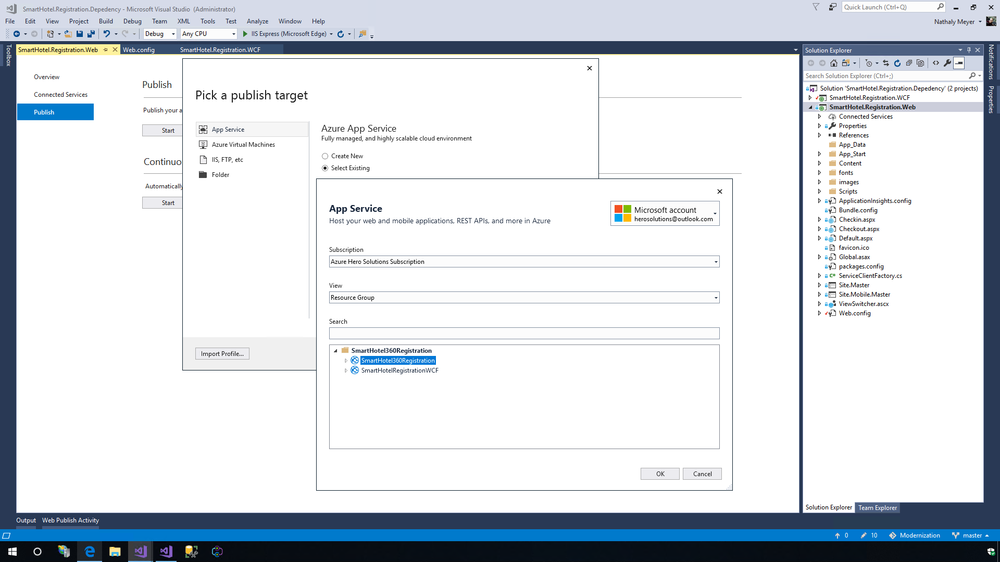 SmartHotel.Registration.Depedency - Microsoft Visual Studio  (Administrator)
Quick Launch (Ctrl+Q)
File Edit View Project Build Debug Team XML Tools Test Analyze Window Help
Nathaly Meyer
Debug Any CPU IIS Express (Microsoft Edge)
Toolbox
SmartHotel.Registration.Web Web.config SmartHotel.Registration.WCF
Overview
Connected Services
Publish
Publish
Publish your a
Start
Continuo
Automatically
Start
Pick a publish target
App Service
Azure Virtual Machines
IIS, FTP, etc
Folder
Azure App Service
Fully managed, and highly scalable cloud environment
Create New
Select Existing
Import Profile...
App Service
Host your web and mobile applications, REST APIs, and more in Azure
Microsoft account
herosolutions@outlook.com
Subscription
Azure Hero Solutions Subscription
View
Resource Group
Search
SmartHotel360Registration
SmartHotel360Registration
SmartHotelRegistrationWCF
OK Cancel
Solution Explorer
Search Solution Explorer (Ctrl+;)
Solution 'SmartHotel.Registration.Depedency' (2 projects)
SmartHotel.Registration.WCF
SmartHotel.Registration.Web
Connected Services
Properties
References
App_Data
App_Start
Content
fonts
images
Scripts
ApplicationInsights.config
Bundle.config
Checkin.aspx
Checkout.aspx
Default.aspx
favicon.ico
Global.asax
packages.config
C# ServiceClientFactory.cs
Site.Master
Site.Mobile.Master
ViewSwitcher.ascx
Web.config
Solution Explorer Team Explorer
Notifications
Properties
Output Web Publish Activity
0 10 Modernization master